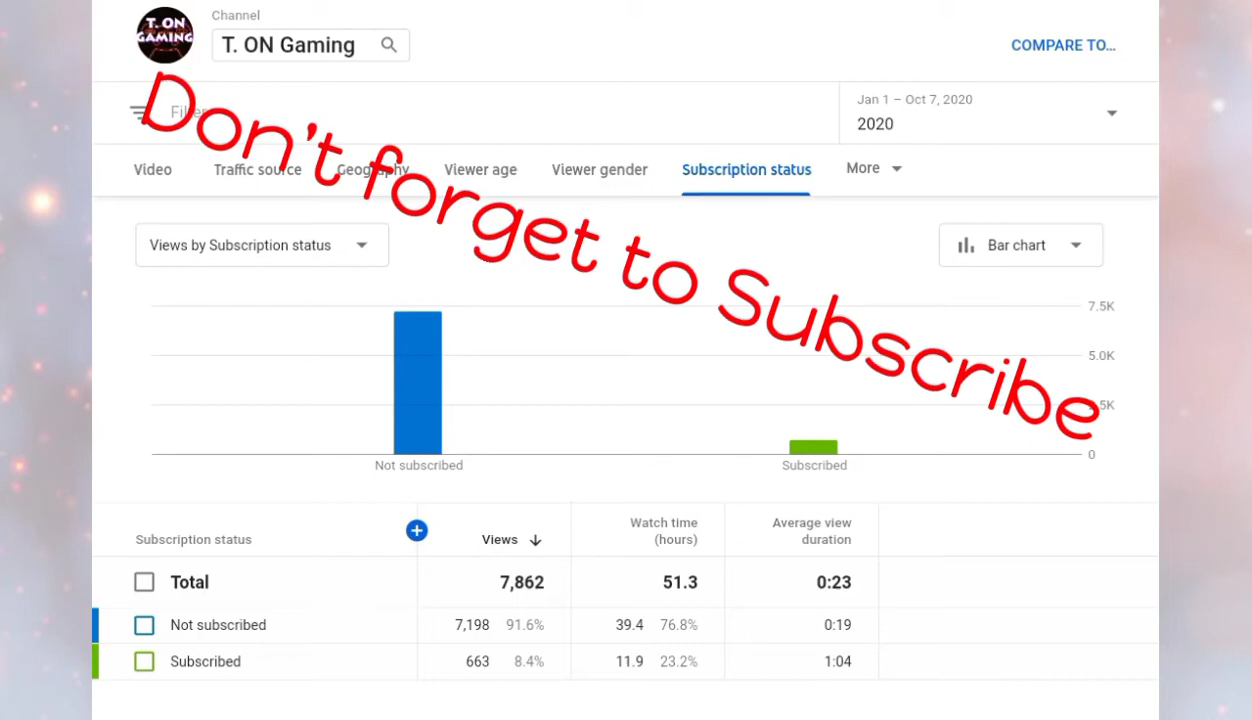 T. ON
GAMING
Channel
T. ON Gaming
COMPARE TO...
Filter
Jan 1 – Oct 7, 2020
2020
Don't forget to Subscribe
Video Traffic source Geography Viewer age Viewer gender Subscription status More
Views by Subscription status
Bar chart
7.5K
5.0K
2.5K
0
Not subscribed Subscribed
Subscription status Views Watch time (hours) Average view duration
Total 7,862 51.3 0:23
Not subscribed 7,198 91.6% 39.4 76.8% 0:19
Subscribed 663 8.4% 11.9 23.2% 1:04